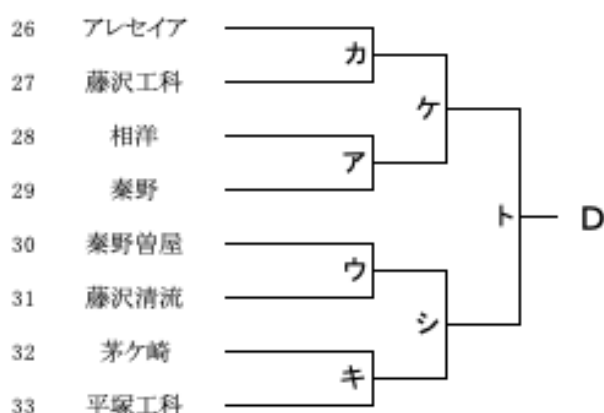 26 アレセイア
カ
27 藤沢工科
ケ
28 相洋
ア
29 秦野
ト D
30 秦野曽屋
ウ
31 藤沢清流
シ
32 茅ケ崎
キ
33 平塚工科